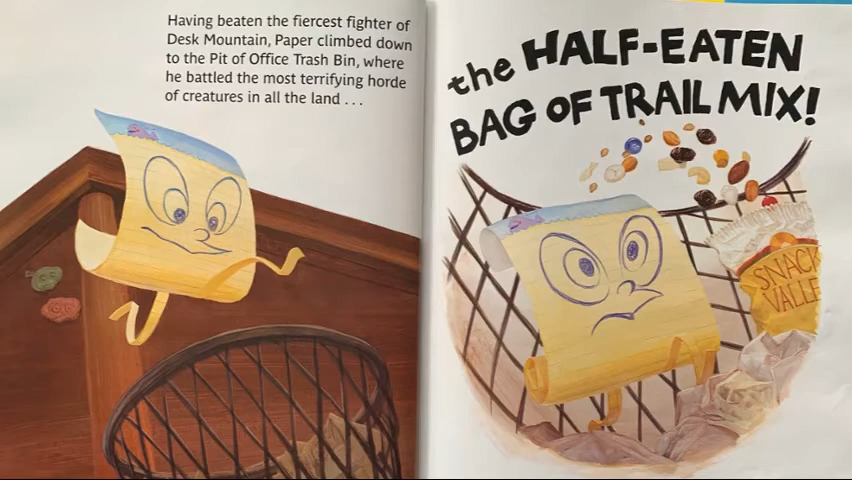 Having beaten the fiercest fighter of
Desk Mountain, Paper climbed down
to the Pit of Office Trash Bin, where
he battled the most terrifying horde
of creatures in all the land . . .
the HALF-EATEN
BAG OF TRAIL MIX!
SNACK
VALLE